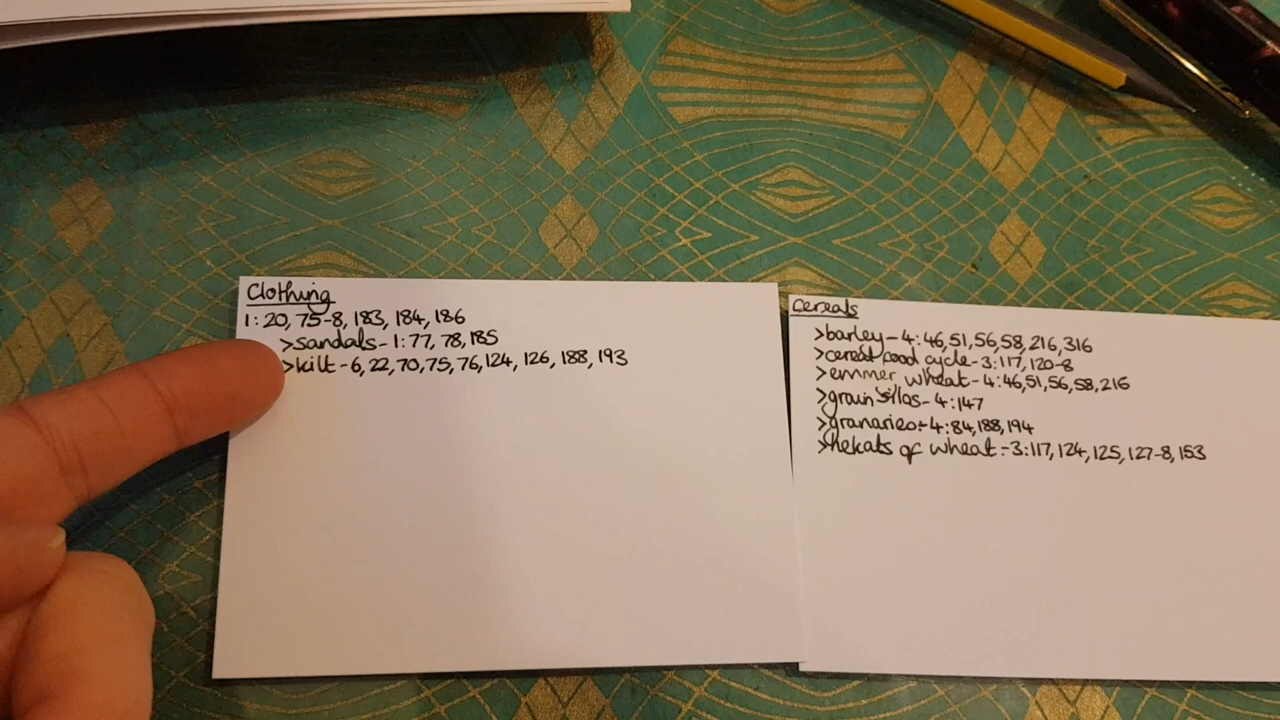 Clothing
1: 20, 75-8, 183, 184, 186
>sandals-1: 77, 78, 185
>kilt-6, 22, 70, 75, 76, 124, 126, 188, 193
Cereals
>barley-4: 46, 51, 56, 58, 216, 316
>cereal food cycle-3: 117, 120-8
>emmer wheat-4: 46, 51, 56, 58, 216
>grain silos-4: 147
>granaries-4: 84, 188, 194
>hekats of wheat-3: 117, 124, 125, 127-8, 153